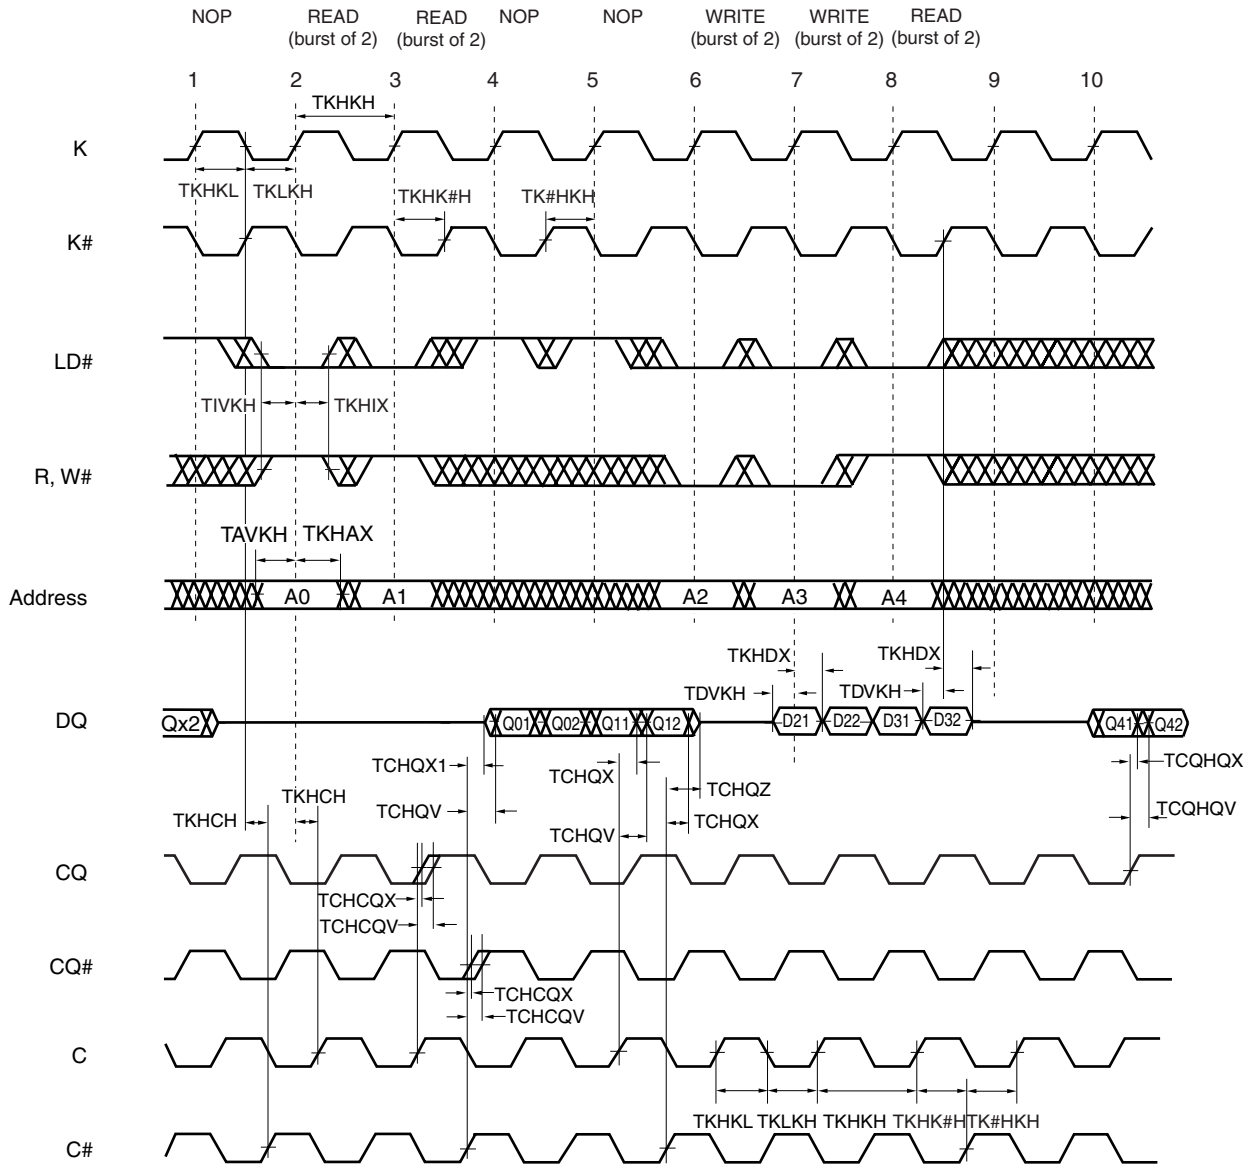 NOP READ READ NOP NOP WRITE WRITE READ
(burst of 2) (burst of 2) (burst of 2) (burst of 2) (burst of 2)
1 2 3 4 5 6 7 8 9 10
TKHKH
K
TKHKL TKLKH TKHK#H TK#HKH
K#
LD#
TIVKH TKHIX
R, W#
TAVKH TKHAX
Address A0 A1 A2 A3 A4
TKHDX TKHDX
TDVKH TDVKH
DQ Qx2 Q01 Q02 Q11 Q12 D21 D22 D31 D32 Q41 Q42
TCHQX1 TCHQX TCHQZ TCQHQX
TKHCH TKHCH TCHQV TCHQV TCHQX TCQHQV
CQ
TCHCQX
TCHCQV
CQ#
TCHCQX
TCHCQV
C
TKHKL TKLKH TKHKH TKHK#H TK#HKH
C#